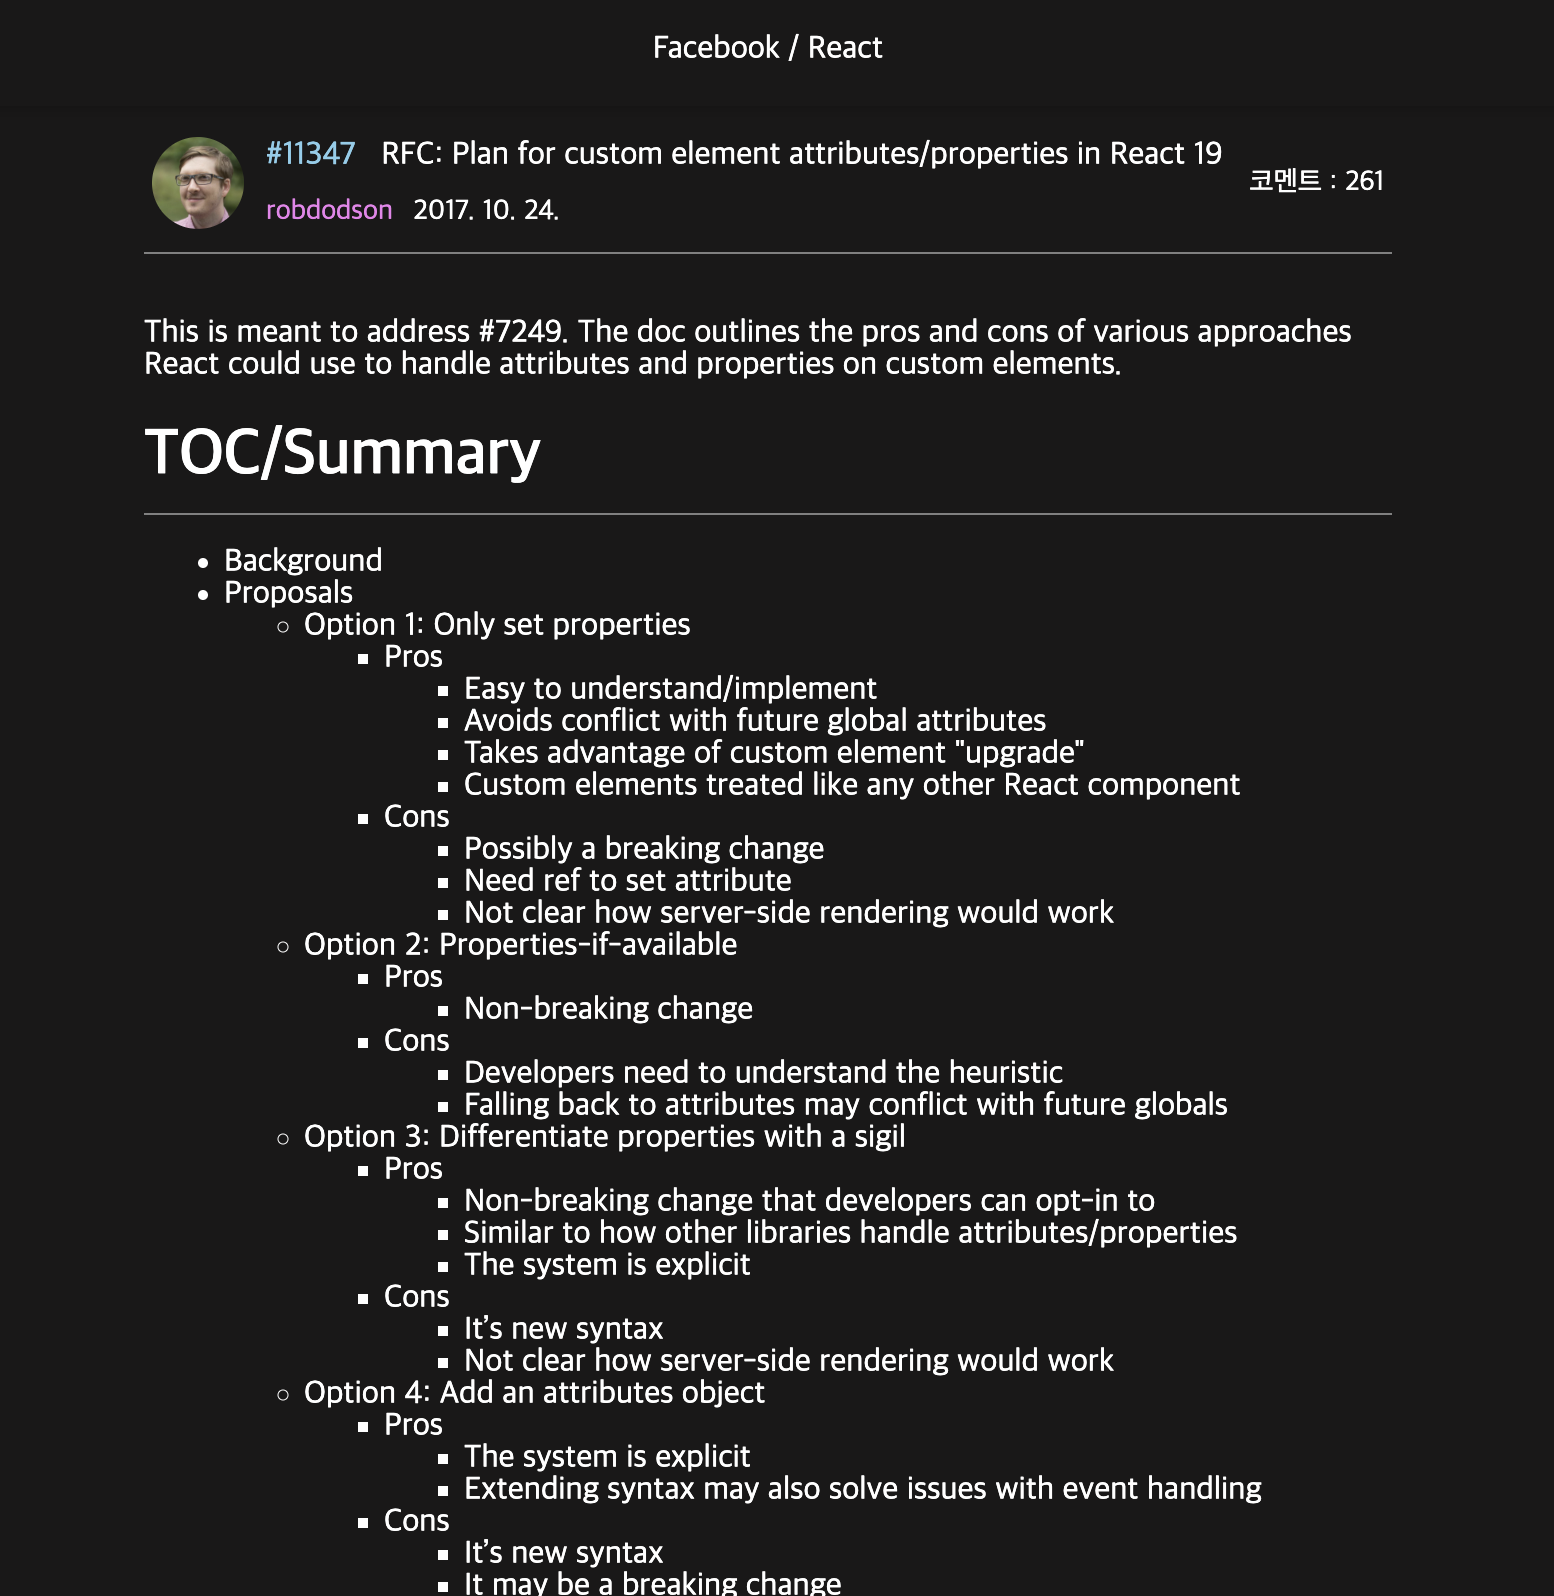 Facebook / React
#11347 RFC: Plan for custom element attributes/properties in React 19
코멘트 : 261
robdodson 2017. 10. 24.
This is meant to address #7249. The doc outlines the pros and cons of various approaches
React could use to handle attributes and properties on custom elements.
TOC/Summary
Background
Proposals
Option 1: Only set properties
Pros
Easy to understand/implement
Avoids conflict with future global attributes
Takes advantage of custom element "upgrade"
Custom elements treated like any other React component
Cons
Possibly a breaking change
Need ref to set attribute
Not clear how server-side rendering would work
Option 2: Properties-if-available
Pros
Non-breaking change
Cons
Developers need to understand the heuristic
Falling back to attributes may conflict with future globals
Option 3: Differentiate properties with a sigil
Pros
Non-breaking change that developers can opt-in to
Similar to how other libraries handle attributes/properties
The system is explicit
Cons
It’s new syntax
Not clear how server-side rendering would work
Option 4: Add an attributes object
Pros
The system is explicit
Extending syntax may also solve issues with event handling
Cons
It’s new syntax
It may be a breaking change